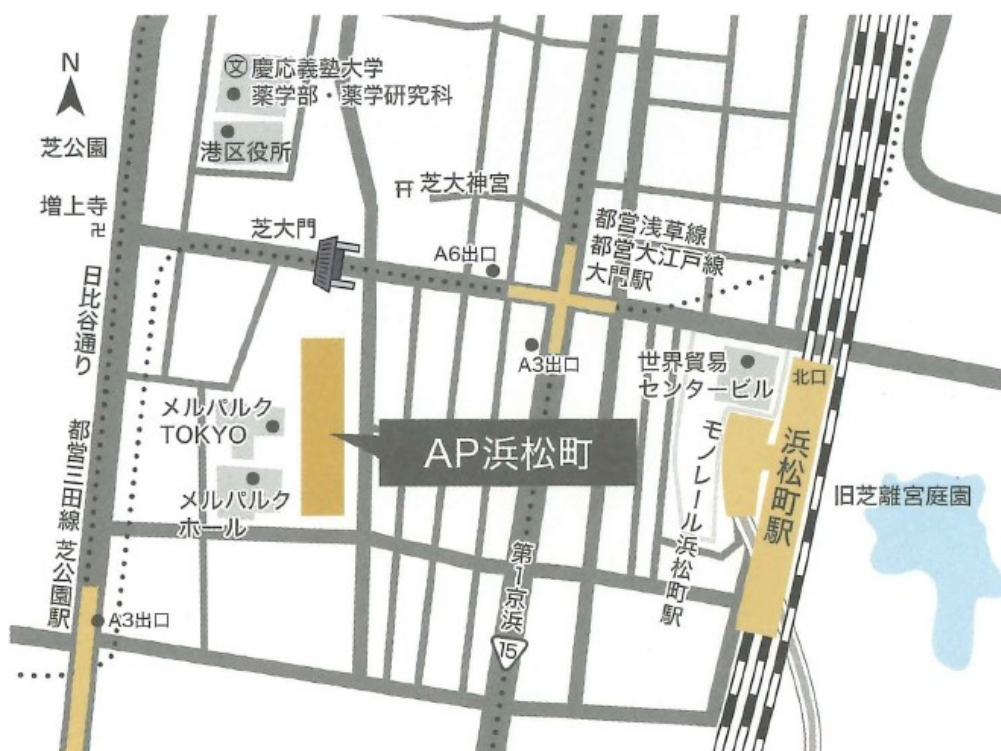 N
芝公園
増上寺
卍
文 慶応義塾大学
薬学部・薬学研究科
港区役所
芝大神宮
芝大門
A6出口
都営浅草線
都営大江戸線
大門駅
A3出口
日比谷通り
世界貿易
センタービル
北口
メルパルク
TOKYO
AP浜松町
モノレール浜松町駅
浜松町駅
旧芝離宮庭園
メルパルク
ホール
都営三田線 芝公園駅
A3出口
第1京浜
15